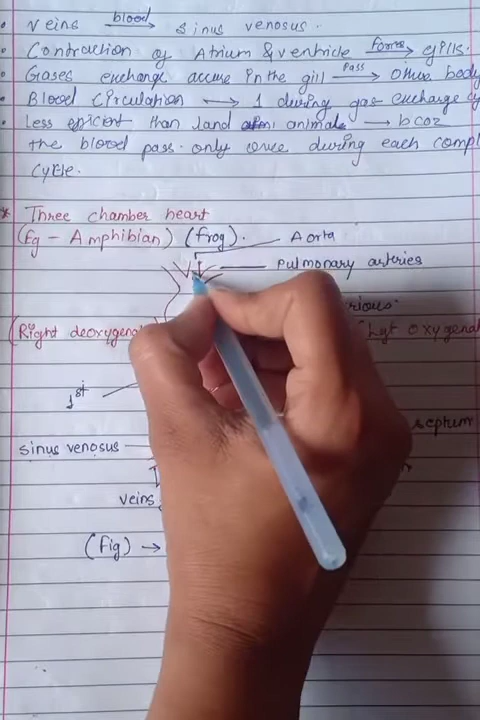 • Veins blood → sinus venosus.
• Contraction of Atrium & ventricle forms → gills.
• Gases exchange accure in the gill Pass → Other body
• Blood Circulation → 1 during gas exchange cy
• Less eficient than land animals → bcoz
the blood pass only once during each compl
Cycle.
* Three chamber heart
(Eg - Amphibian) (frog).
Aorta
pulmonary arteries
(Right deoxygena
(Lft oxygena
1st
septum
sinus venosus
veins
(fig) →